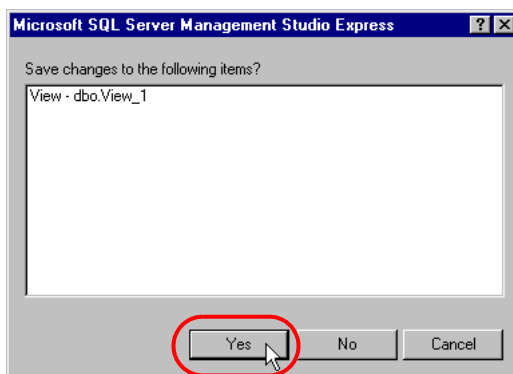 Microsoft SQL Server Management Studio Express
Save changes to the following items?
View - dbo.View_1
Yes
No
Cancel